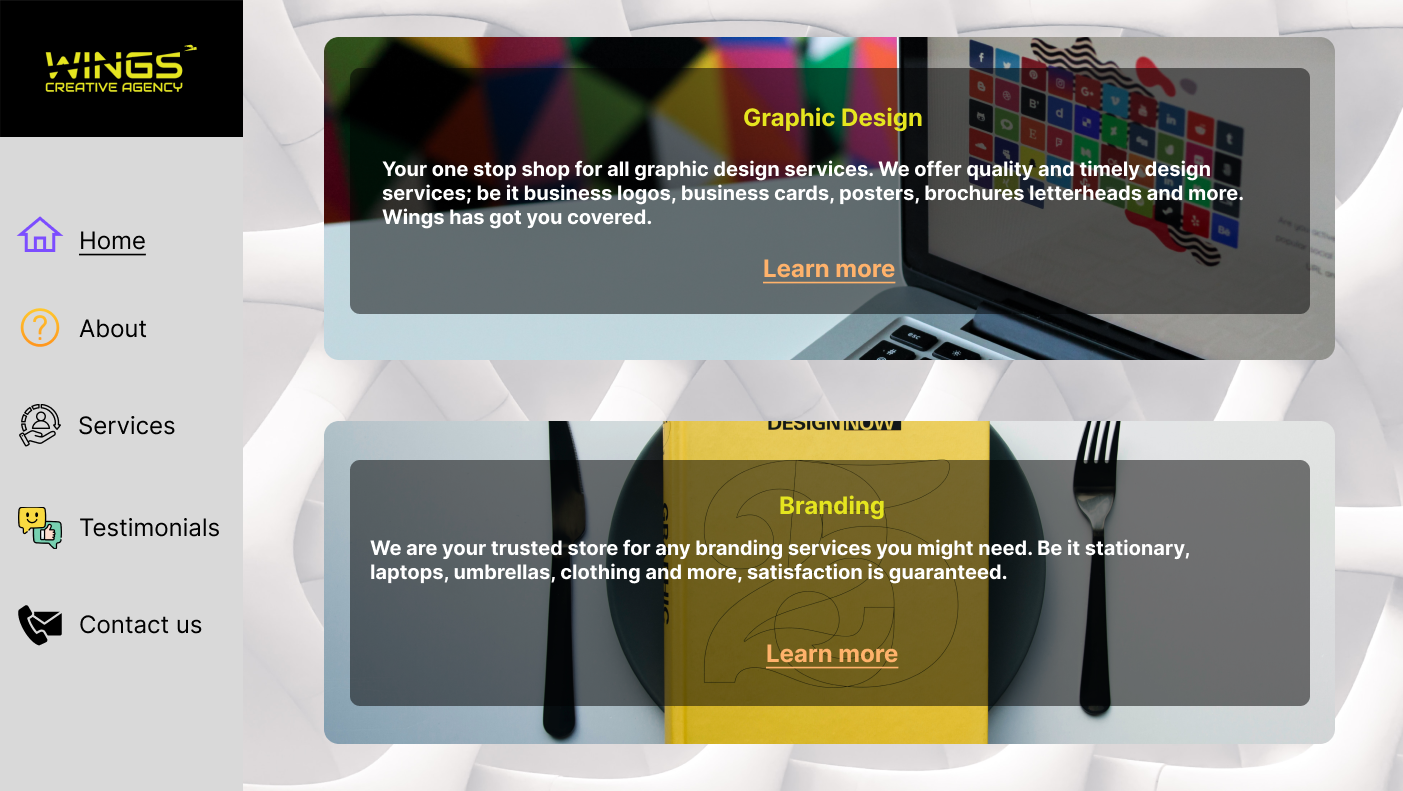 WINGS
CREATIVE AGENCY
Home
About
Services
Testimonials
Contact us
Graphic Design
Your one stop shop for all graphic design services. We offer quality and timely design
services; be it business logos, business cards, posters, brochures letterheads and more.
Wings has got you covered.
Learn more
esc
DESIGN NOW
Branding
We are your trusted store for any branding services you might need. Be it stationary,
laptops, umbrellas, clothing and more, satisfaction is guaranteed.
Learn more